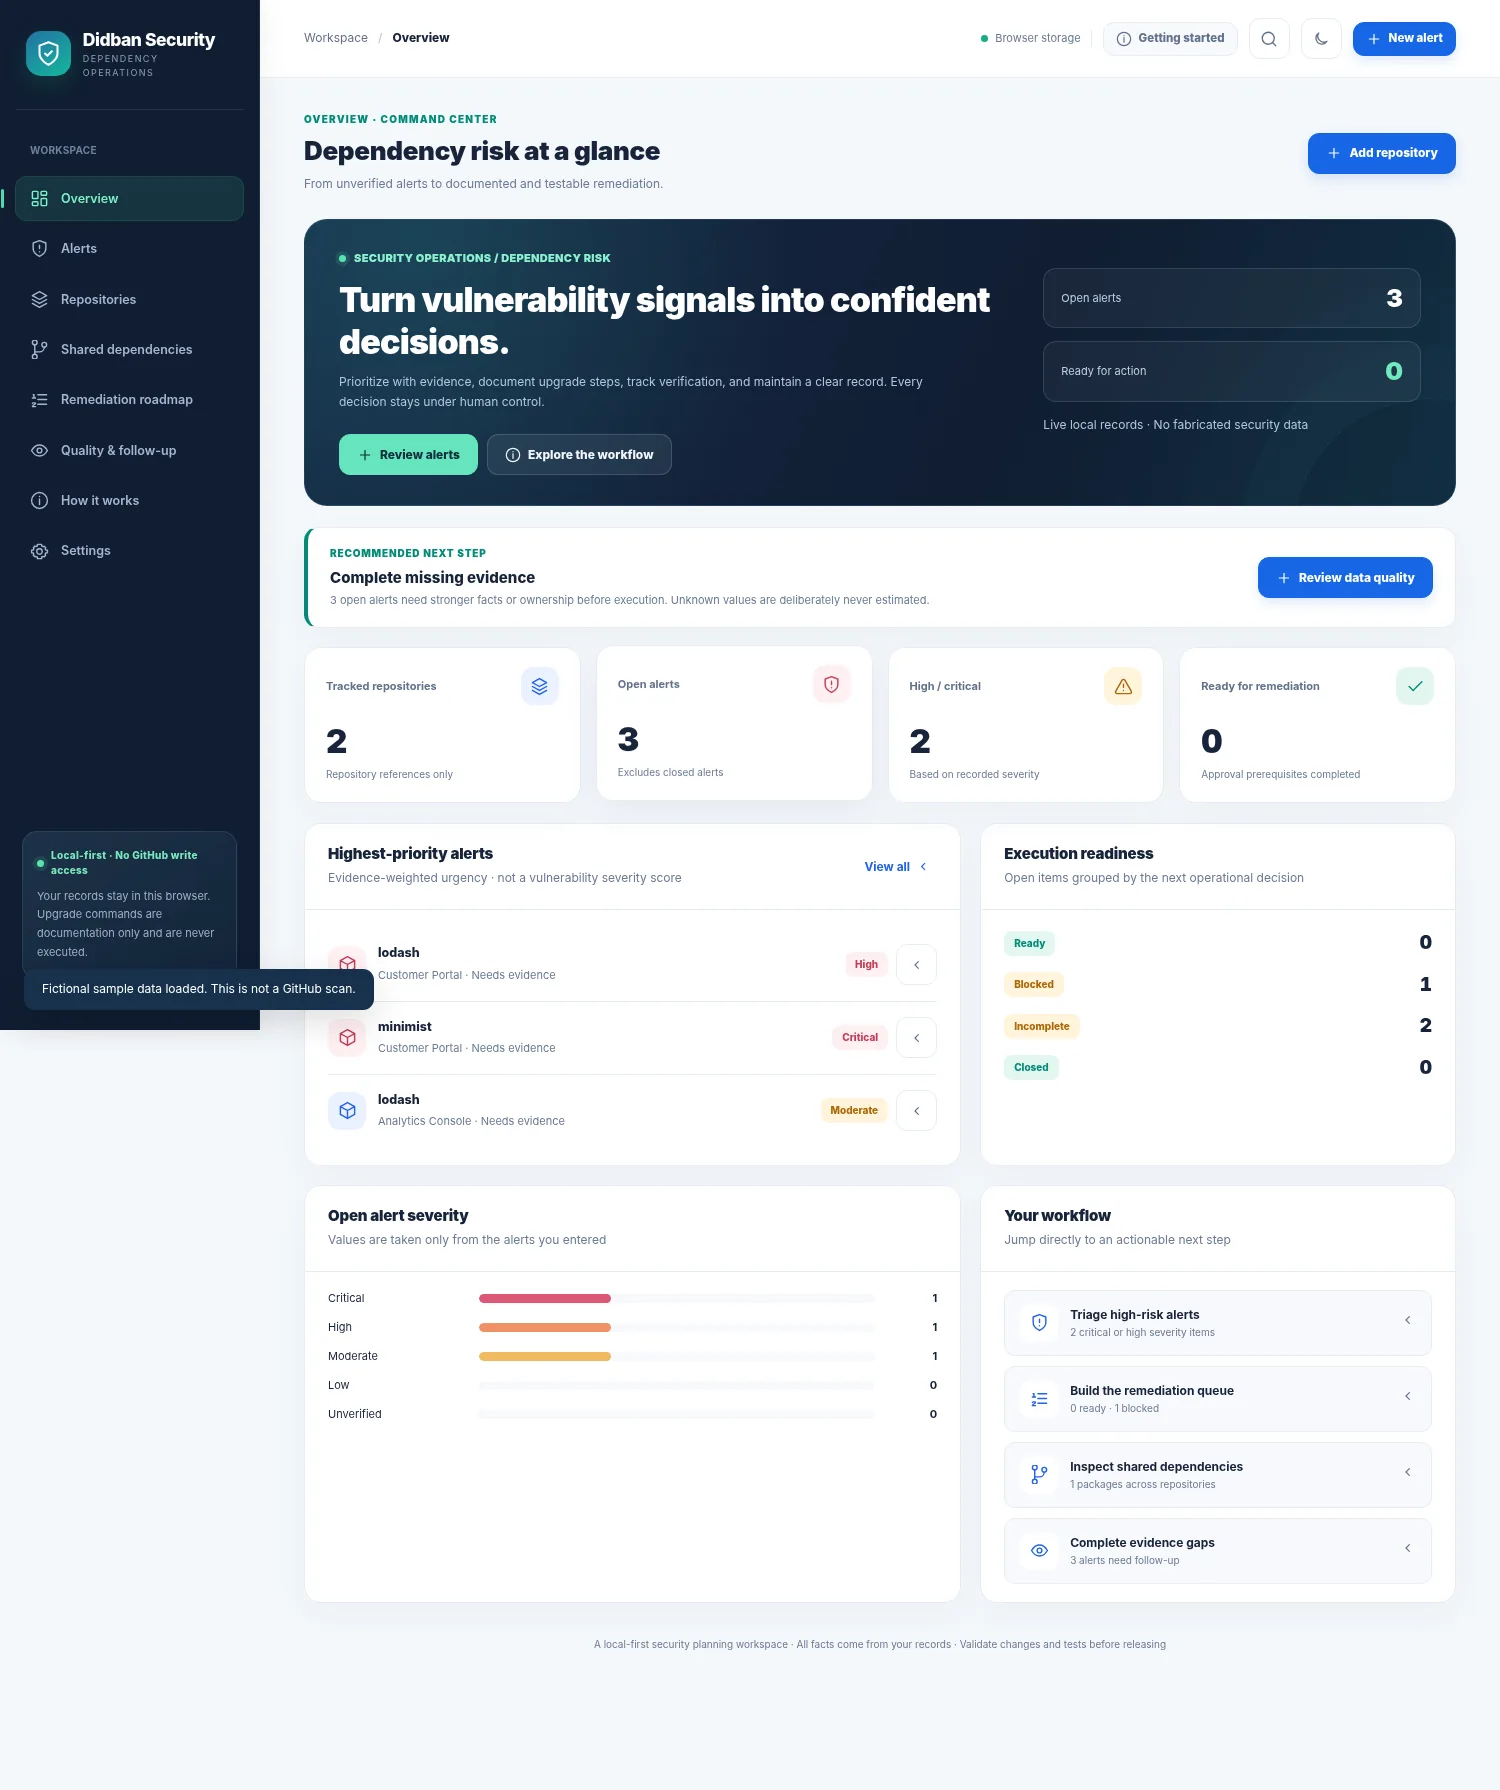 Didban Security
DEPENDENCY
OPERATIONS
WORKSPACE
Overview
Alerts
Repositories
Shared dependencies
Remediation roadmap
Quality & follow-up
How it works
Settings
Local-first · No GitHub write
access
Your records stay in this browser.
Upgrade commands are
documentation only and are never
executed.
Fictional sample data loaded. This is not a GitHub scan.
Workspace / Overview
Browser storage
Getting started
New alert
OVERVIEW · COMMAND CENTER
Dependency risk at a glance
From unverified alerts to documented and testable remediation.
Add repository
SECURITY OPERATIONS / DEPENDENCY RISK
Turn vulnerability signals into confident
decisions.
Prioritize with evidence, document upgrade steps, track verification, and maintain a clear record. Every
decision stays under human control.
Review alerts
Explore the workflow
Open alerts 3
Ready for action 0
Live local records · No fabricated security data
RECOMMENDED NEXT STEP
Complete missing evidence
3 open alerts need stronger facts or ownership before execution. Unknown values are deliberately never estimated.
Review data quality
Tracked repositories
2
Repository references only
Open alerts
3
Excludes closed alerts
High / critical
2
Based on recorded severity
Ready for remediation
0
Approval prerequisites completed
Highest-priority alerts
Evidence-weighted urgency · not a vulnerability severity score
View all
lodash
Customer Portal · Needs evidence
High
minimist
Customer Portal · Needs evidence
Critical
lodash
Analytics Console · Needs evidence
Moderate
Execution readiness
Open items grouped by the next operational decision
Ready 0
Blocked 1
Incomplete 2
Closed 0
Open alert severity
Values are taken only from the alerts you entered
Critical 1
High 1
Moderate 1
Low 0
Unverified 0
Your workflow
Jump directly to an actionable next step
Triage high-risk alerts
2 critical or high severity items
Build the remediation queue
0 ready · 1 blocked
Inspect shared dependencies
1 packages across repositories
Complete evidence gaps
3 alerts need follow-up
A local-first security planning workspace · All facts come from your records · Validate changes and tests before releasing